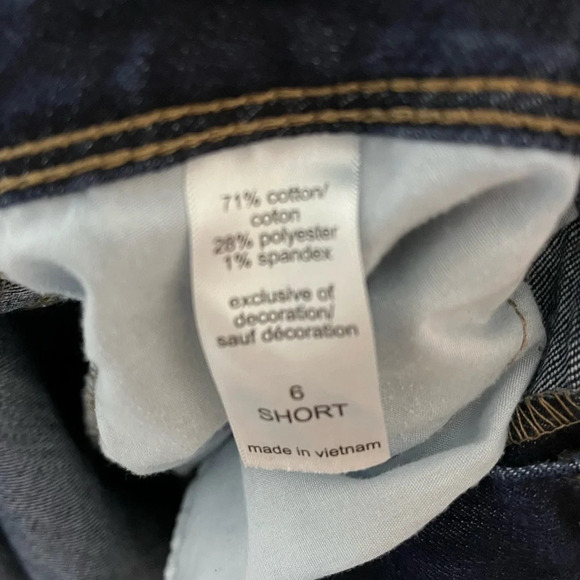 71% cotton/
coton
28% polyester
1% spandex
exclusive of
decoration/
sauf décoration
6
SHORT
made in vietnam